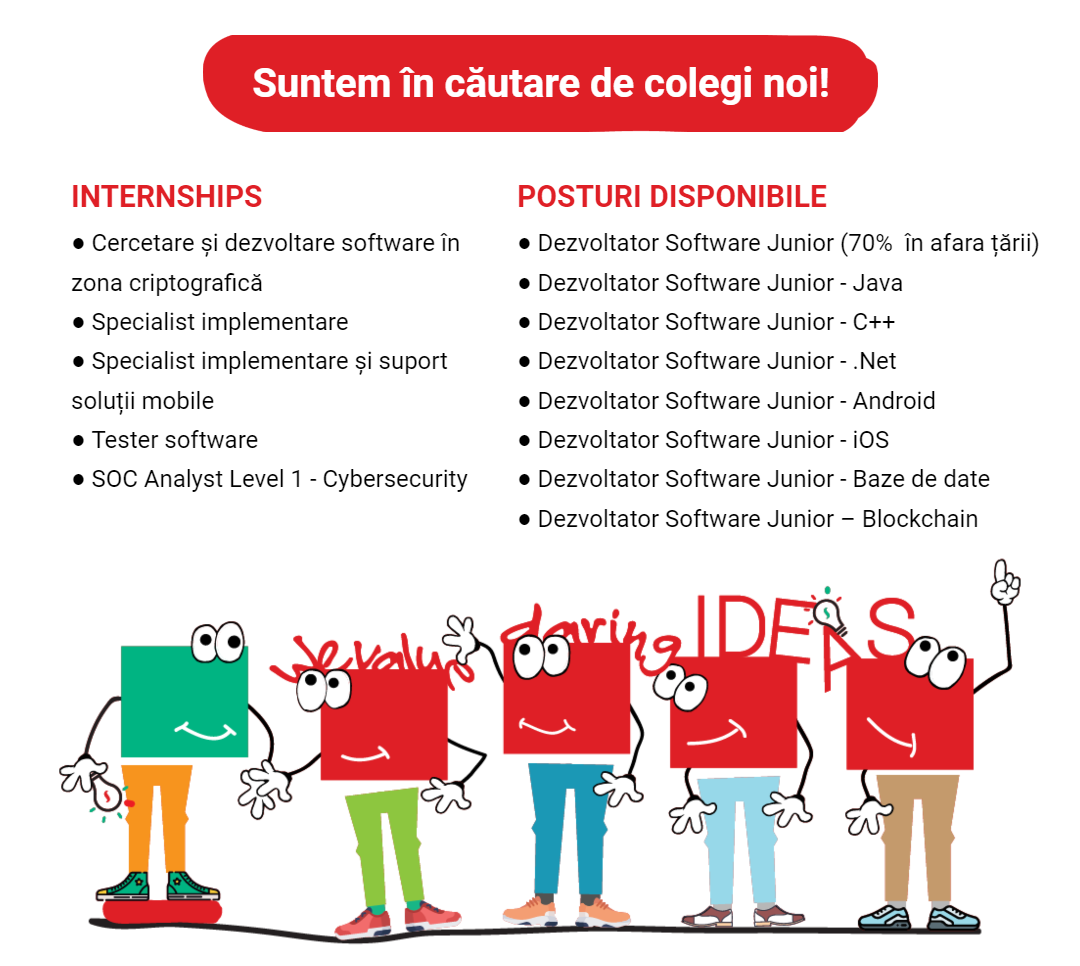 Suntem în căutare de colegi noi!
INTERNSHIPS
● Cercetare și dezvoltare software în
zona criptografică
● Specialist implementare
● Specialist implementare și suport
soluții mobile
● Tester software
● SOC Analyst Level 1 - Cybersecurity
POSTURI DISPONIBILE
● Dezvoltator Software Junior (70%  în afara țării)
● Dezvoltator Software Junior - Java
● Dezvoltator Software Junior - C++
● Dezvoltator Software Junior - .Net
● Dezvoltator Software Junior - Android
● Dezvoltator Software Junior - iOS
● Dezvoltator Software Junior - Baze de date
● Dezvoltator Software Junior – Blockchain
We value daring IDEAS